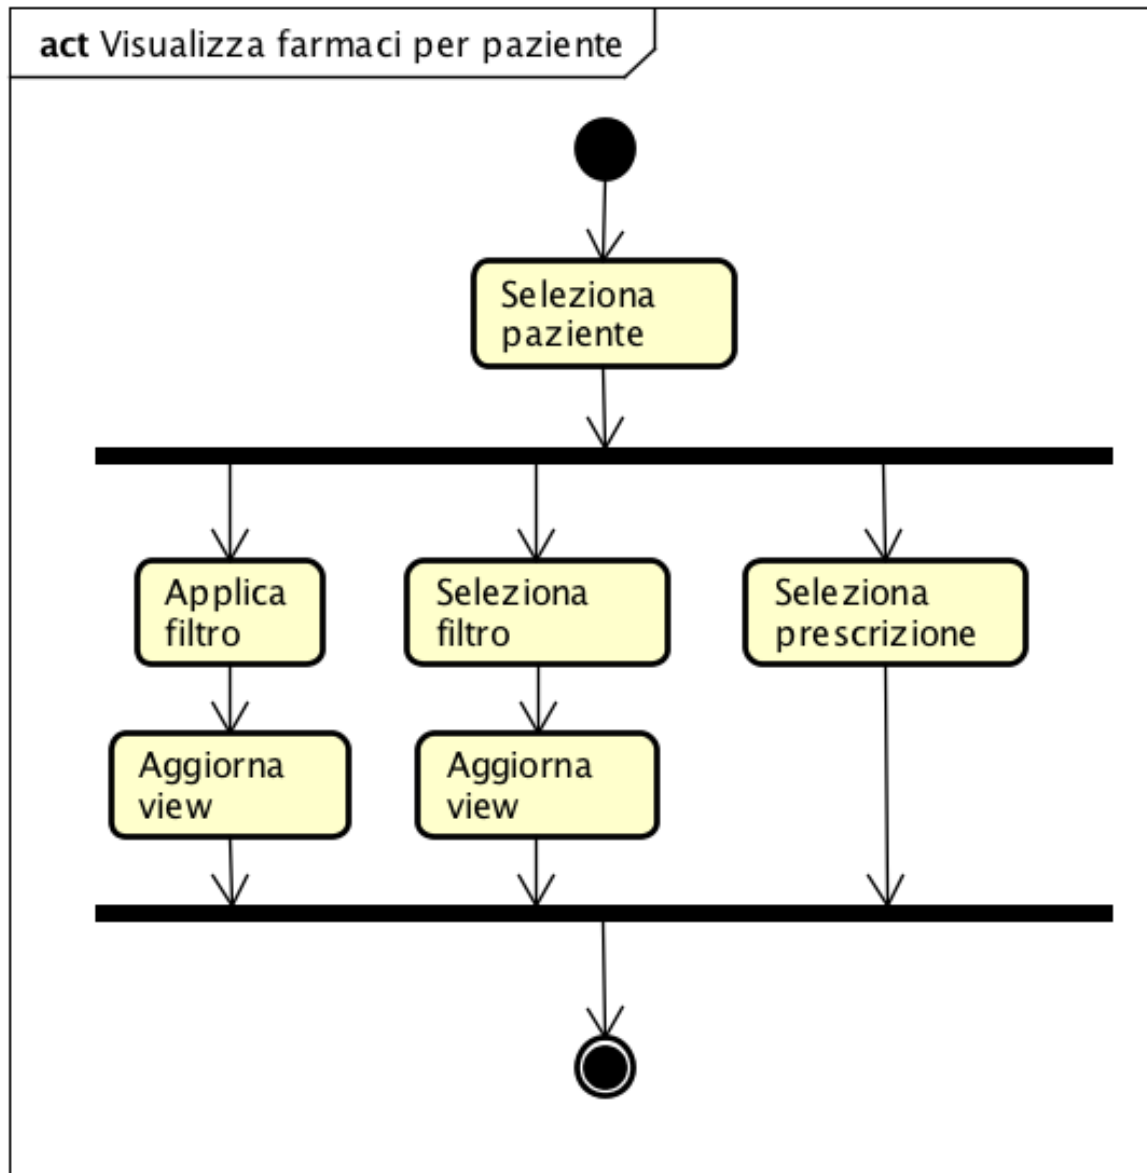 act Visualizza farmaci per paziente
Seleziona
paziente
Applica
filtro
Seleziona
filtro
Seleziona
prescrizione
Aggiorna
view
Aggiorna
view